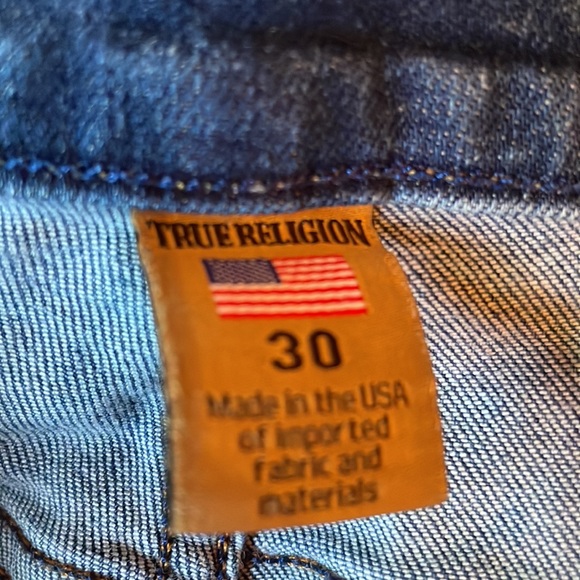 TRUE RELIGION
30
Made in the USA
of imported
Fabric and
materials